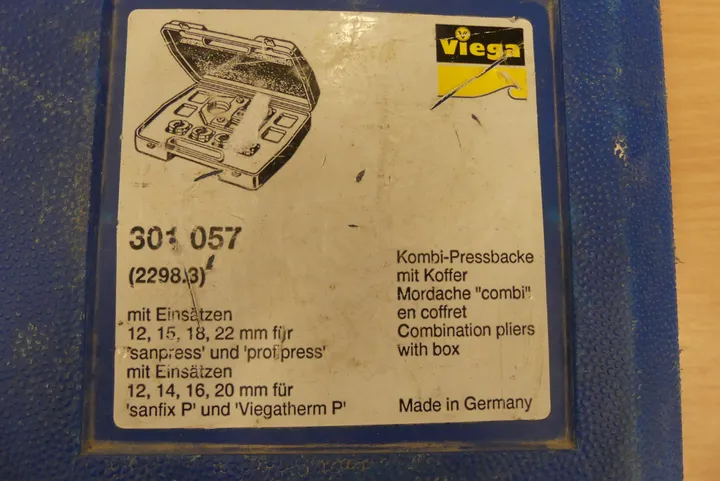 Viega
301 057
(2298.3)
mit Einsätzen
12, 15, 18, 22 mm für
'sanpress' und 'profipress'
mit Einsätzen
12, 14, 16, 20 mm für
'sanfix P' und 'Viegatherm P'
Kombi-Pressbacke
mit Koffer
Mordache "combi"
en coffret
Combination pliers
with box
Made in Germany